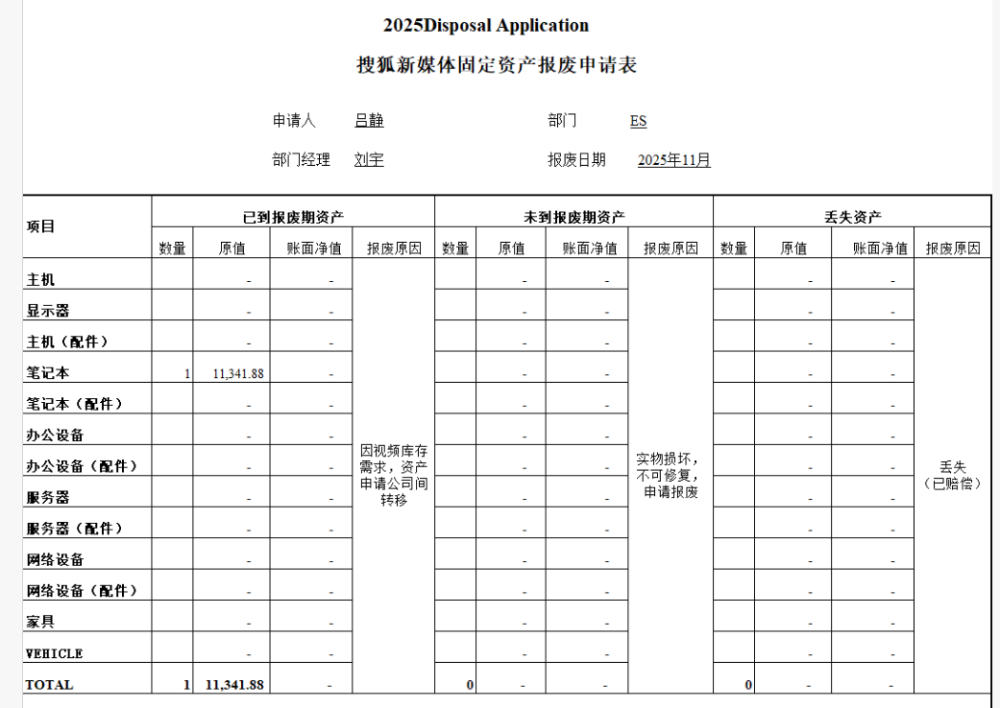 2025Disposal Application
搜狐新媒体固定资产报废申请表
申请人 吕静 部门 ES
部门经理 刘宇 报废日期 2025年11月
项目 已到报废期资产 未到报废期资产 丢失资产
数量 原值 账面净值 报废原因 数量 原值 账面净值 报废原因 数量 原值 账面净值 报废原因
主机 - - - - - -
显示器 - - - - - -
主机（配件） - - - - - -
笔记本 1 11,341.88 - - - - -
笔记本（配件） - - - - - -
办公设备 - - - - - -
办公设备（配件） - - - - - -
服务器 - - - - - -
服务器（配件） - - - - - -
网络设备 - - - - - -
网络设备（配件） - - - - - -
家具 - - - - - -
VEHICLE - - - - - -
TOTAL 1 11,341.88 - 0 - - 0 - -
因视频库存
需求，资产
申请公司间
转移
实物损坏，
不可修复，
申请报废
丢失
（已赔偿）